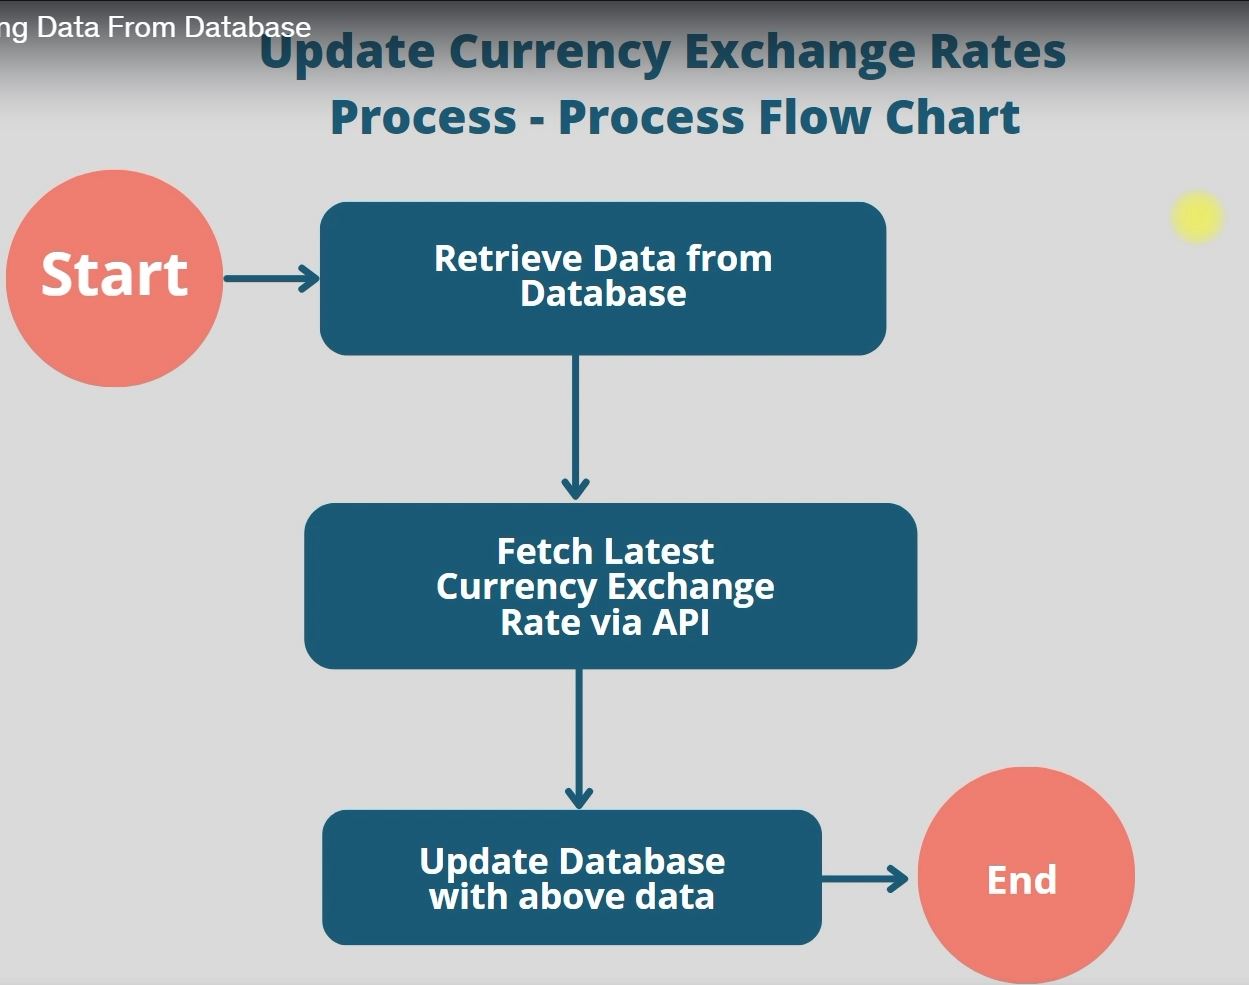 ng Data From Database
Update Currency Exchange Rates
Process - Process Flow Chart
Start
Retrieve Data from
Database
Fetch Latest
Currency Exchange
Rate via API
Update Database
with above data
End